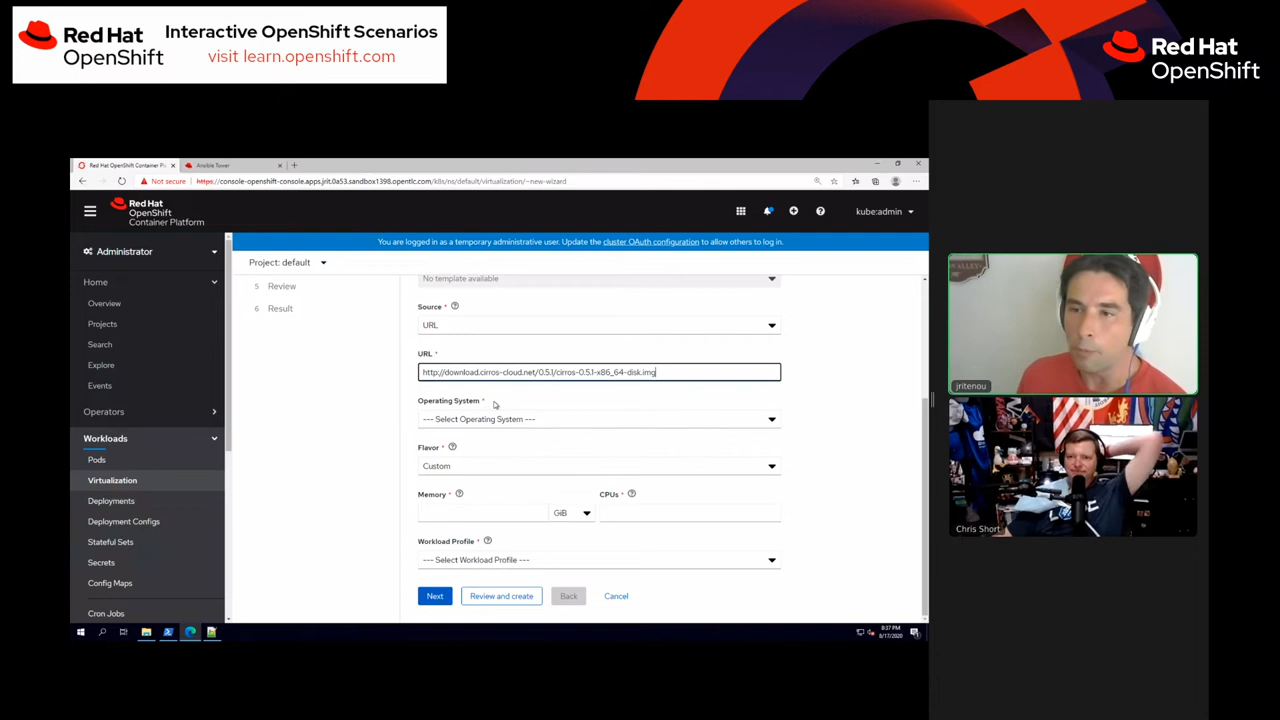 Red Hat
OpenShift
Interactive OpenShift Scenarios
visit learn.openshift.com
Red Hat
OpenShift
Red Hat OpenShift Container Pl
Ansible Tower
Not secure
https://console-openshift-console.apps.jrit.0a53.sandbox1398.opentlc.com/k8s/ns/default/virtualization/~new-wizard
Red Hat
OpenShift
Container Platform
kube:admin
Administrator
You are logged in as a temporary administrative user. Update the cluster OAuth configuration to allow others to log in.
Project: default
Home
Overview
Projects
Search
Explore
Events
Operators
Workloads
Pods
Virtualization
Deployments
Deployment Configs
Stateful Sets
Secrets
Config Maps
Cron Jobs
5 Review
6 Result
No template available
Source *
URL
URL *
http://download.cirros-cloud.net/0.5.1/cirros-0.5.1-x86_64-disk.img
Operating System *
--- Select Operating System ---
Flavor *
Custom
Memory *
CPUs *
GiB
Workload Profile *
--- Select Workload Profile ---
Next
Review and create
Back
Cancel
8:37 PM
8/17/2020
jritenou
Chris Short